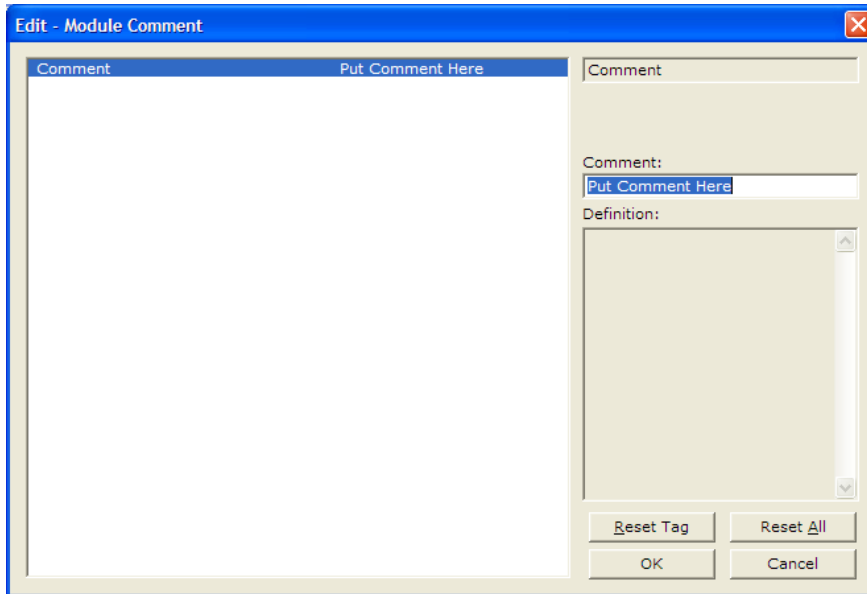 Edit - Module Comment
Comment Put Comment Here
Comment
Comment:
Put Comment Here
Definition:
Reset Tag Reset All
OK Cancel